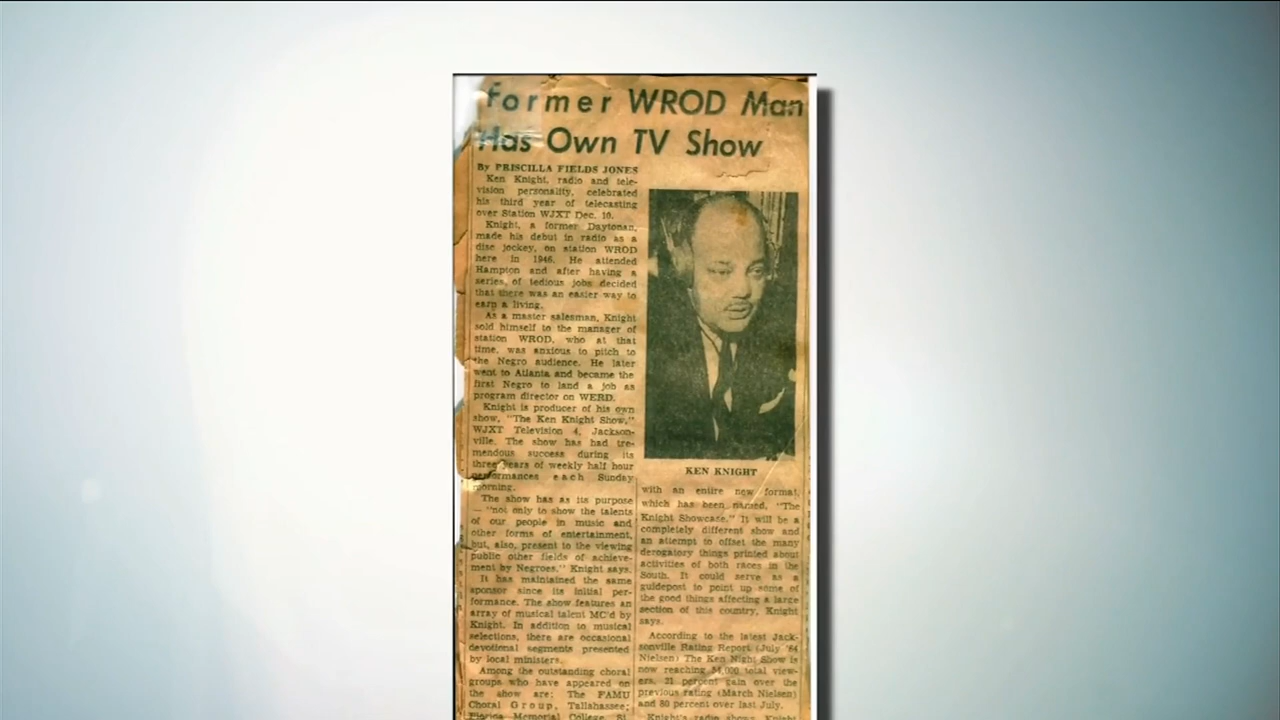 Former WROD Man
Has Own TV Show
By PRISCILLA FIELDS JONES
Ken Knight, radio and tele-
vision personality, celebrated
his third year of telecasting
over Station WJXT Dec. 10.
Knight, a former Daytonan,
made his debut in radio as a
disc jockey, on station WROD
here in 1946. He attended
Hampton and after having a
series of tedious jobs decided
that there was an easier way to
earn a living.
As a master salesman, Knight
sold himself to the manager of
station WROD, who at that
time, was anxious to pitch to
the Negro audience. He later
went to Atlanta and became the
first Negro to land a job as
program director on WERD.
Knight is producer of his own
show, "The Ken Knight Show,"
WJXT Television 4, Jackson-
ville. The show has had tre-
mendous success during its
three years of weekly half hour
performances each Sunday
morning.
The show has as its purpose
— "not only to show the talents
of our people in music and
other forms of entertainment,
but, also, present to the viewing
public other fields of achieve-
ment by Negroes," Knight says.
It has maintained the same
sponsor since its initial per-
formance. The show features an
array of musical talent MC'd by
Knight. In addition to musical
selections, there are occasional
devotional segments presented
by local ministers.
Among the outstanding choral
groups who have appeared on
the show are: The FAMU
Choral Group, Tallahassee;
Florida Memorial College, St.
KEN KNIGHT
with an entire new format,
which has been named, "The
Knight Showcase." It will be a
completely different show and
an attempt to offset the many
derogatory things printed about
activities of both races in the
South. It could serve as a
guidepost to point up some of
the good things affecting a large
section of this country, Knight
says.
According to the latest Jack-
sonville Rating Report (July '64
Nielsen) The Ken Night Show is
now reaching total view-
ers, 21 percent gain over the
previous rating (March Nielsen)
and 80 percent over last July.
Knight's radio shows, Knight